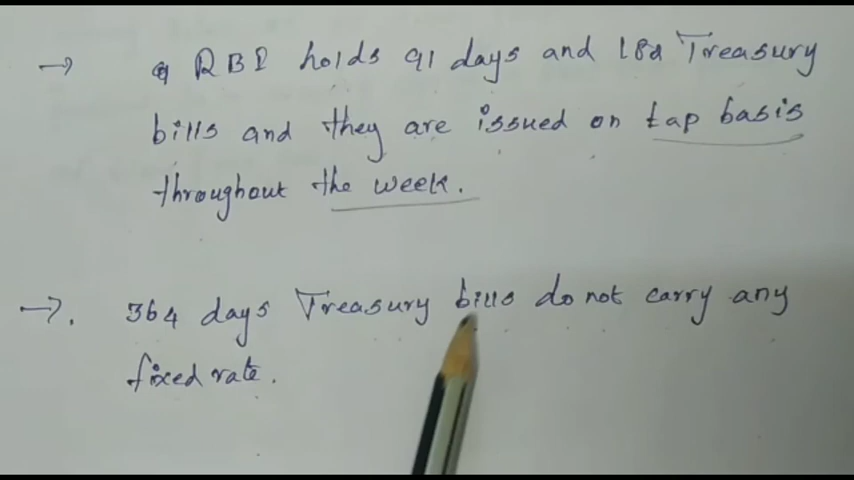 → RBI holds 91 days and 182 Treasury
bills and they are issued on tap basis
throughout the week.
→. 364 days Treasury bills do not carry any
fixed rate.